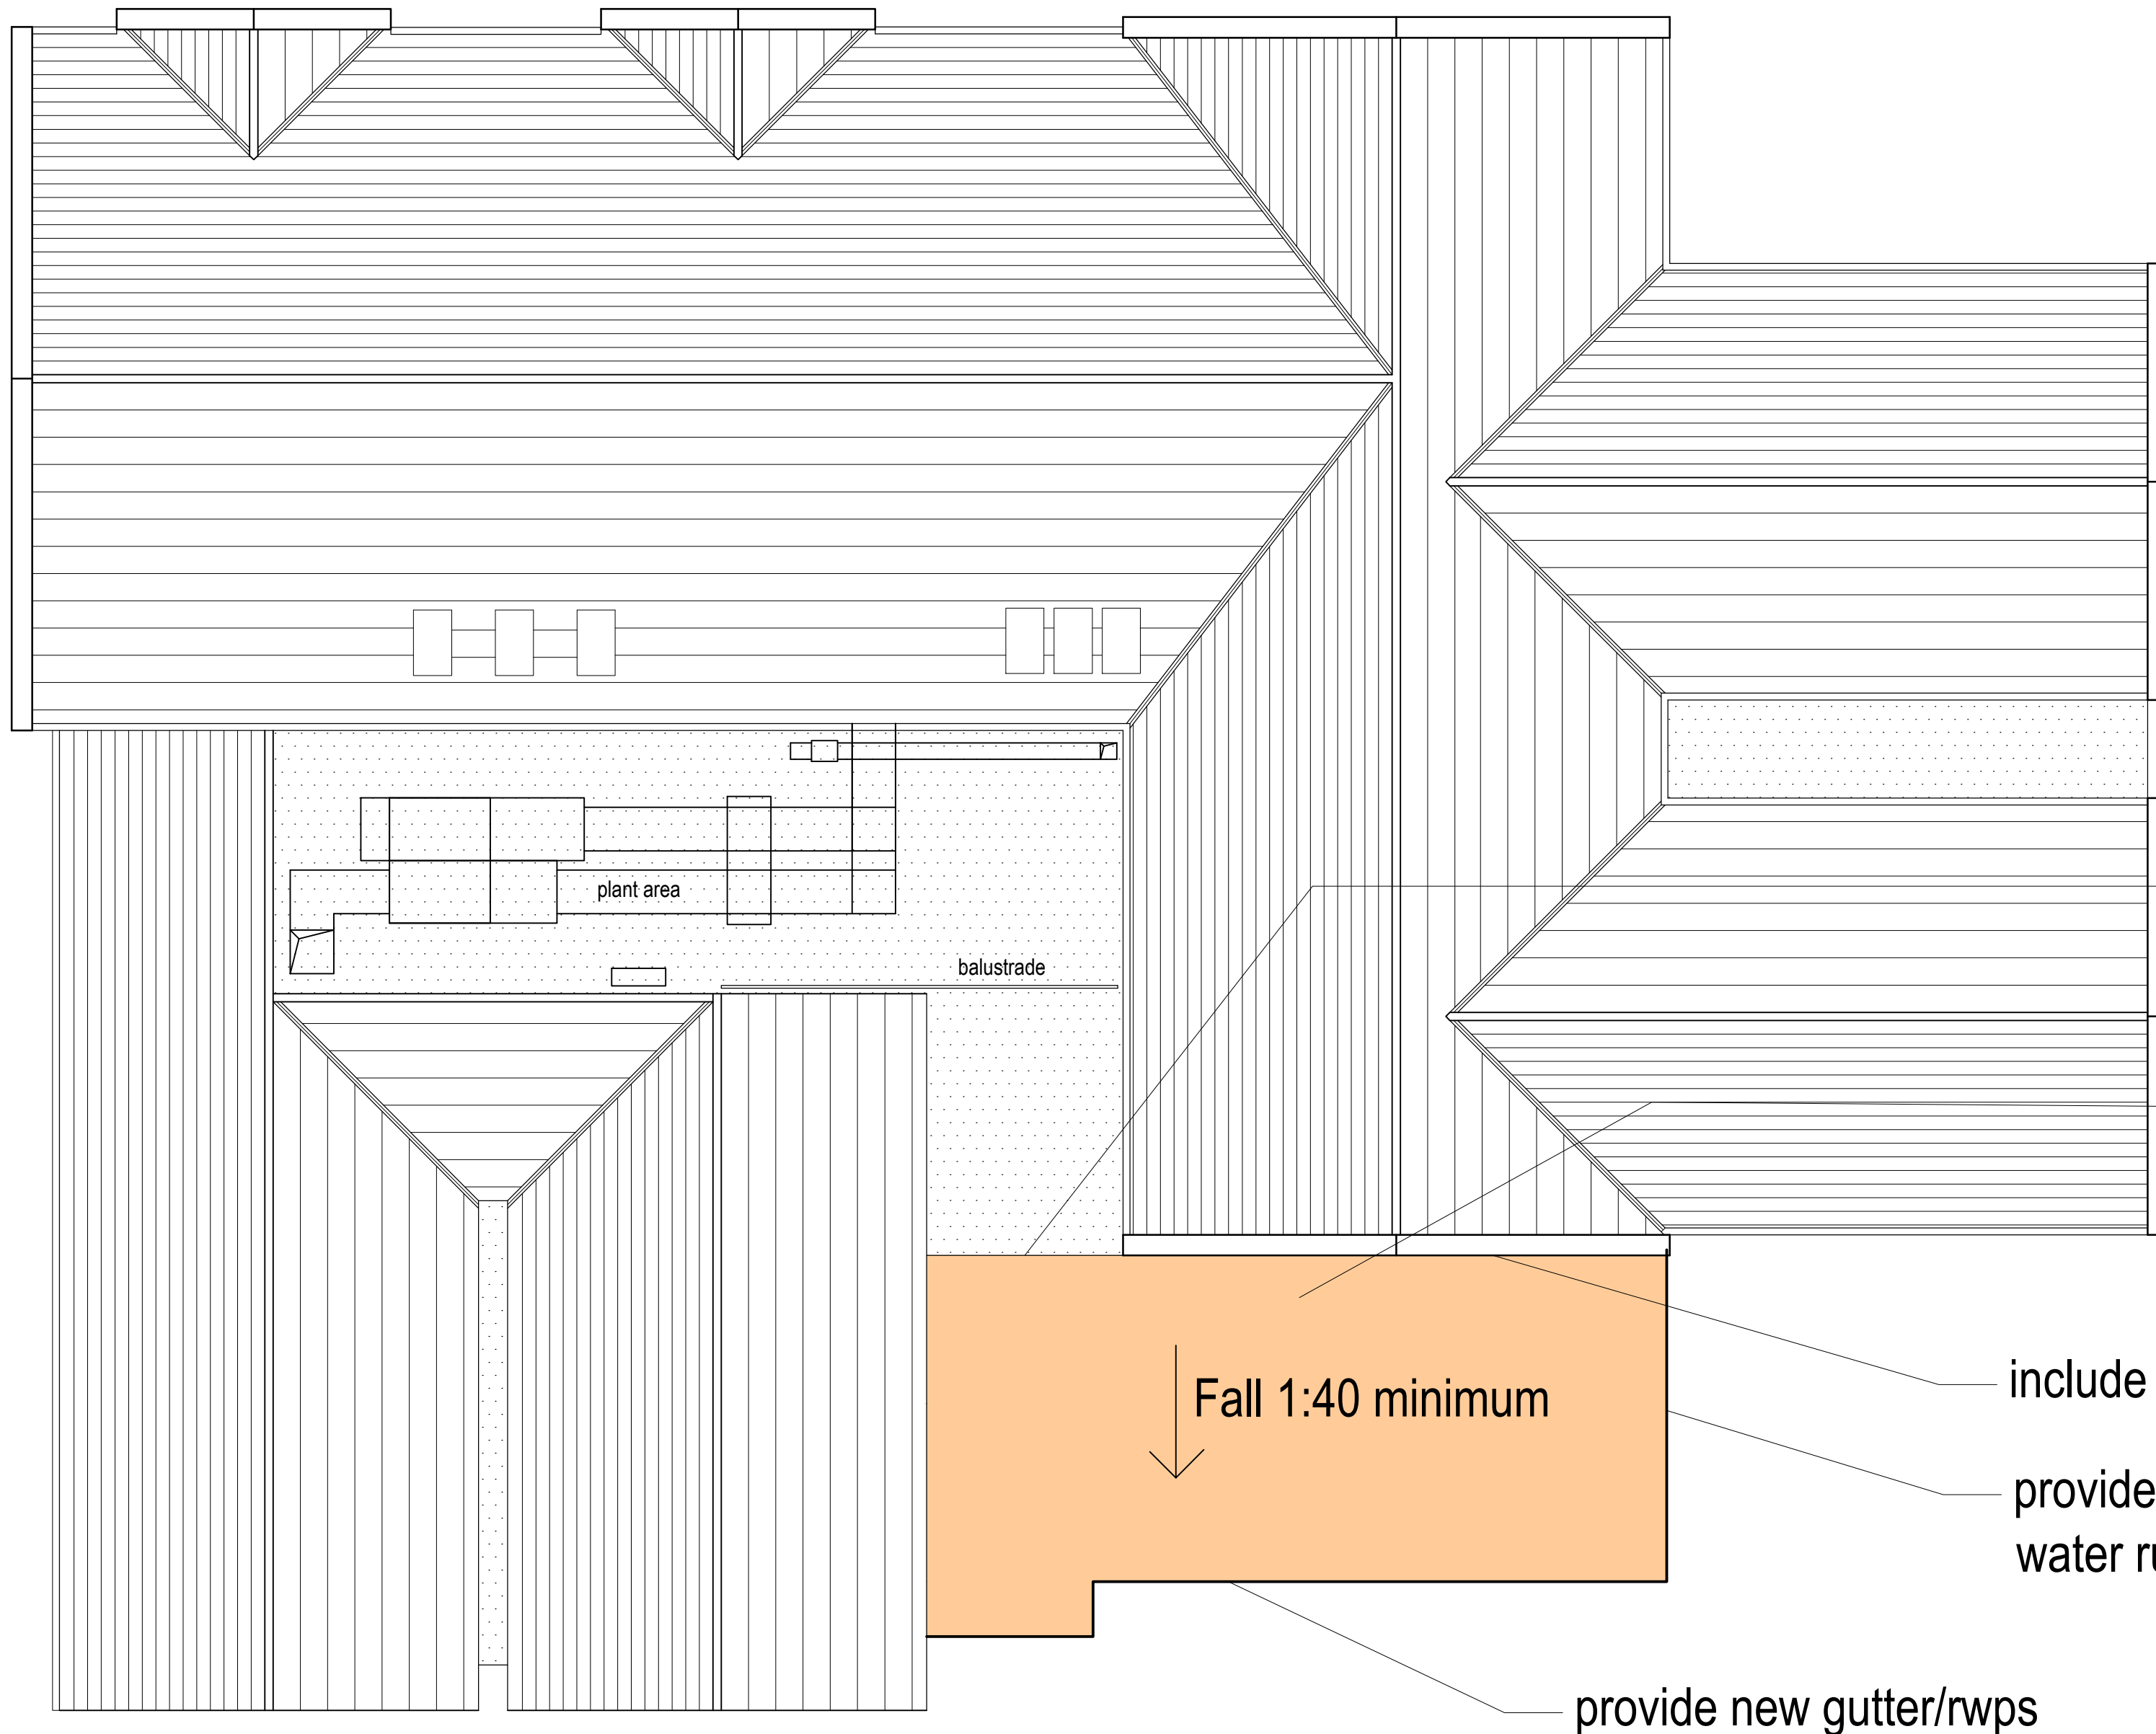 plant area
balustrade
Fall 1:40 minimum
include
provide
water
provide new gutter/rwps